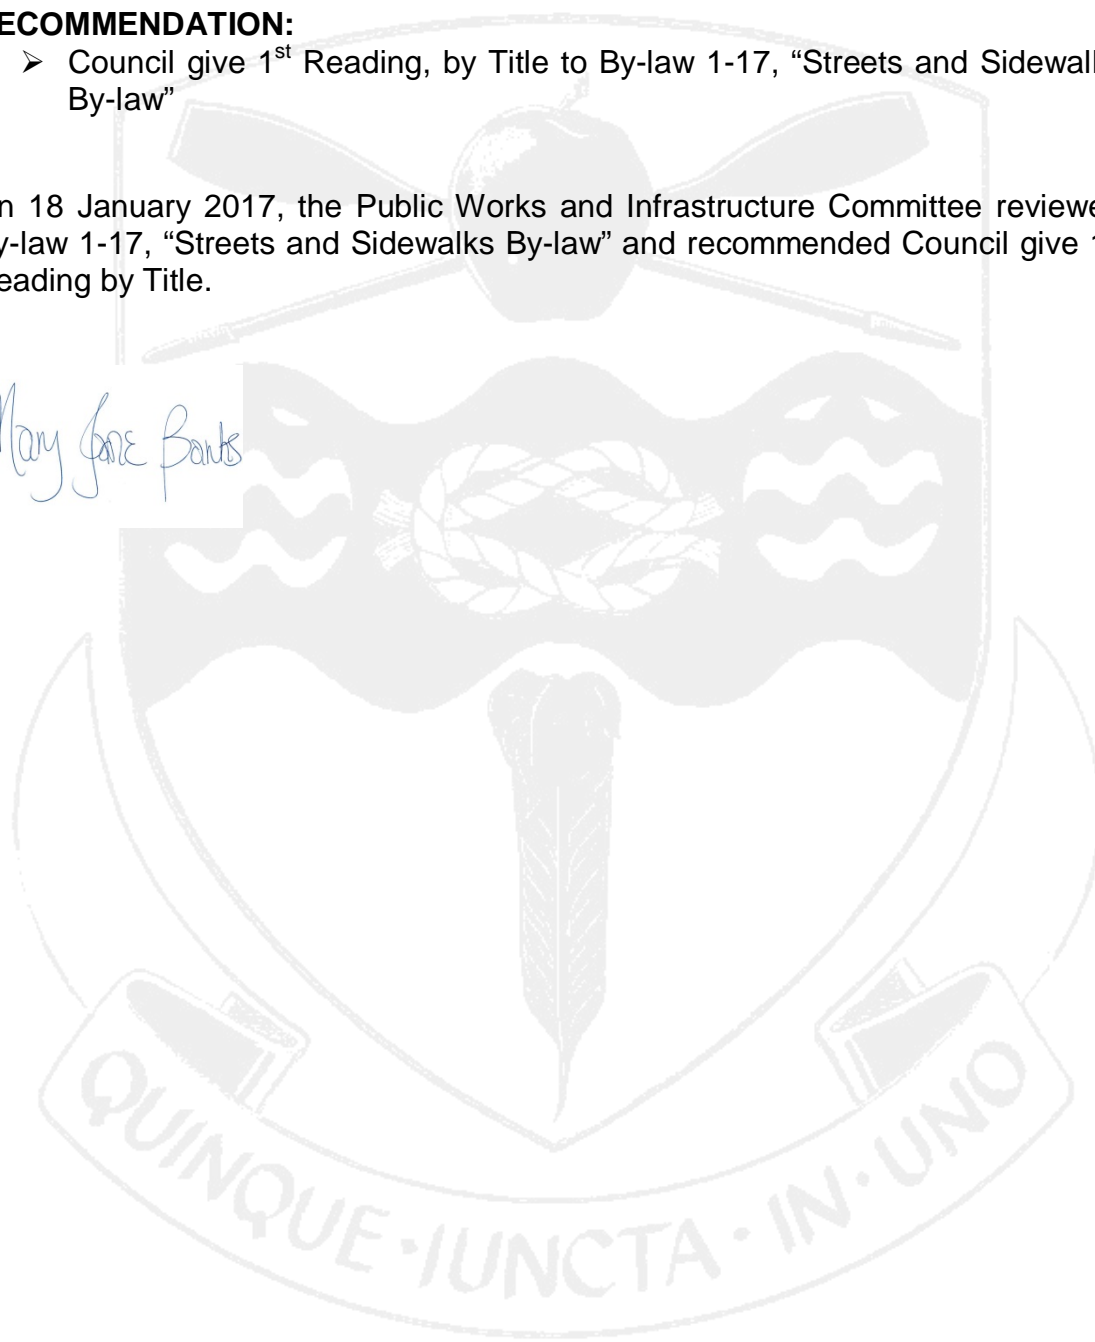 ECOMMENDATION:
➢ Council give 1st Reading, by Title to By-law 1-17, “Streets and Sidewalk
By-law”
n 18 January 2017, the Public Works and Infrastructure Committee reviewe
y-law 1-17, “Streets and Sidewalks By-law” and recommended Council give 1
eading by Title.
Mary Jane Banks
QUINQUE · IUNCTA · IN · UNO